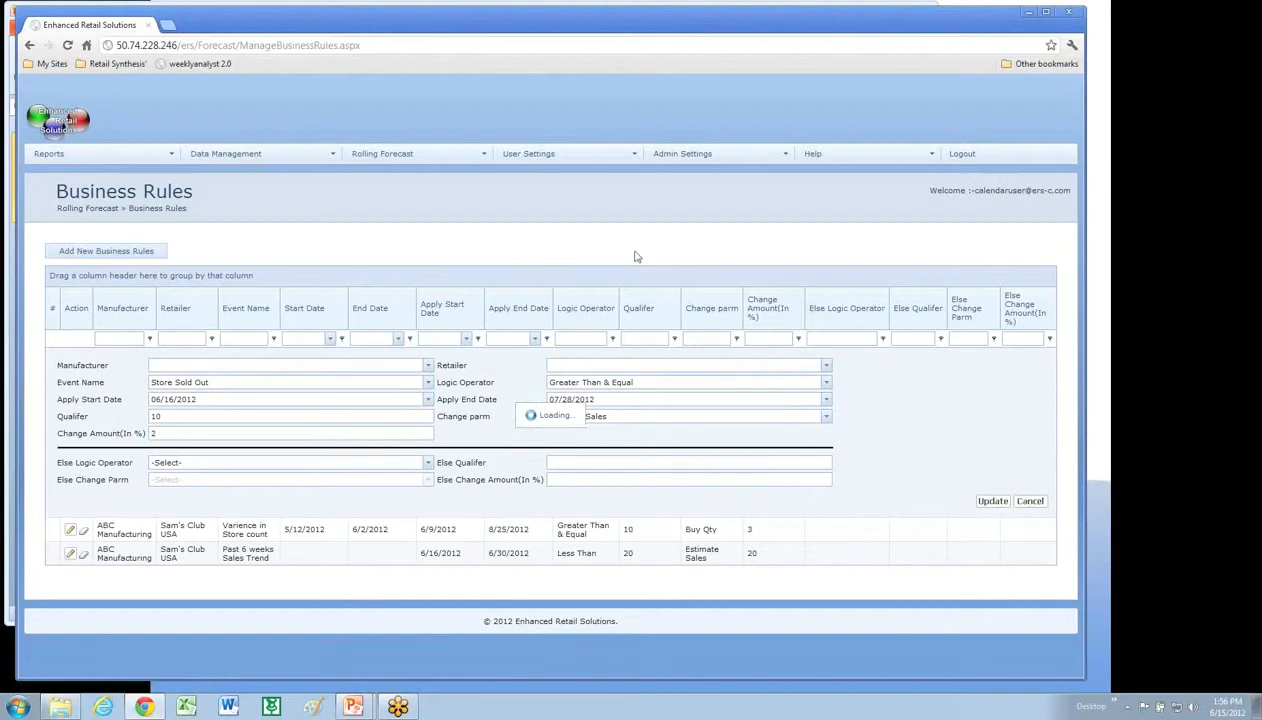 Enhanced Retail Solutions
50.74.228.246/ers/Forecast/ManageBusinessRules.aspx
My Sites Retail Synthesis' weeklyanalyst 2.0 Other bookmarks
Enhanced
Retail
Solutions
Reports Data Management Rolling Forecast User Settings Admin Settings Help Logout
Business Rules
Welcome :-calendaruser@ers-c.com
Rolling Forecast » Business Rules
Add New Business Rules
Drag a column header here to group by that column
# Action Manufacturer Retailer Event Name Start Date End Date Apply Start Date Apply End Date Logic Operator Qualifer Change parm Change Amount(In %) Else Logic Operator Else Qualifer Else Change Parm Else Change Amount(In %)
Manufacturer Retailer
Event Name Store Sold Out Logic Operator Greater Than & Equal
Apply Start Date 06/16/2012 Apply End Date 07/28/2012
Qualifer 10 Change parm Sales
Loading...
Change Amount(In %) 2
Else Logic Operator -Select- Else Qualifer
Else Change Parm -Select- Else Change Amount(In %)
Update Cancel
ABC Manufacturing Sam's Club USA Varience in Store count 5/12/2012 6/2/2012 6/9/2012 8/25/2012 Greater Than & Equal 10 Buy Qty 3
ABC Manufacturing Sam's Club USA Past 6 weeks Sales Trend 6/16/2012 6/30/2012 Less Than 20 Estimate Sales 20
© 2012 Enhanced Retail Solutions.
Desktop
1:56 PM
6/15/2012